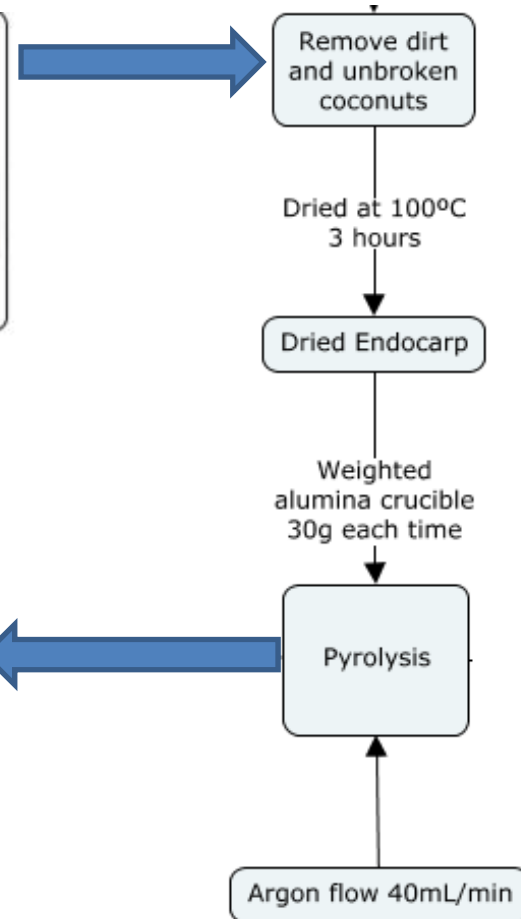 Remove dirt
and unbroken
coconuts
Dried at 100ºC
3 hours
Dried Endocarp
Weighted
alumina crucible
30g each time
Pyrolysis
Argon flow 40mL/min